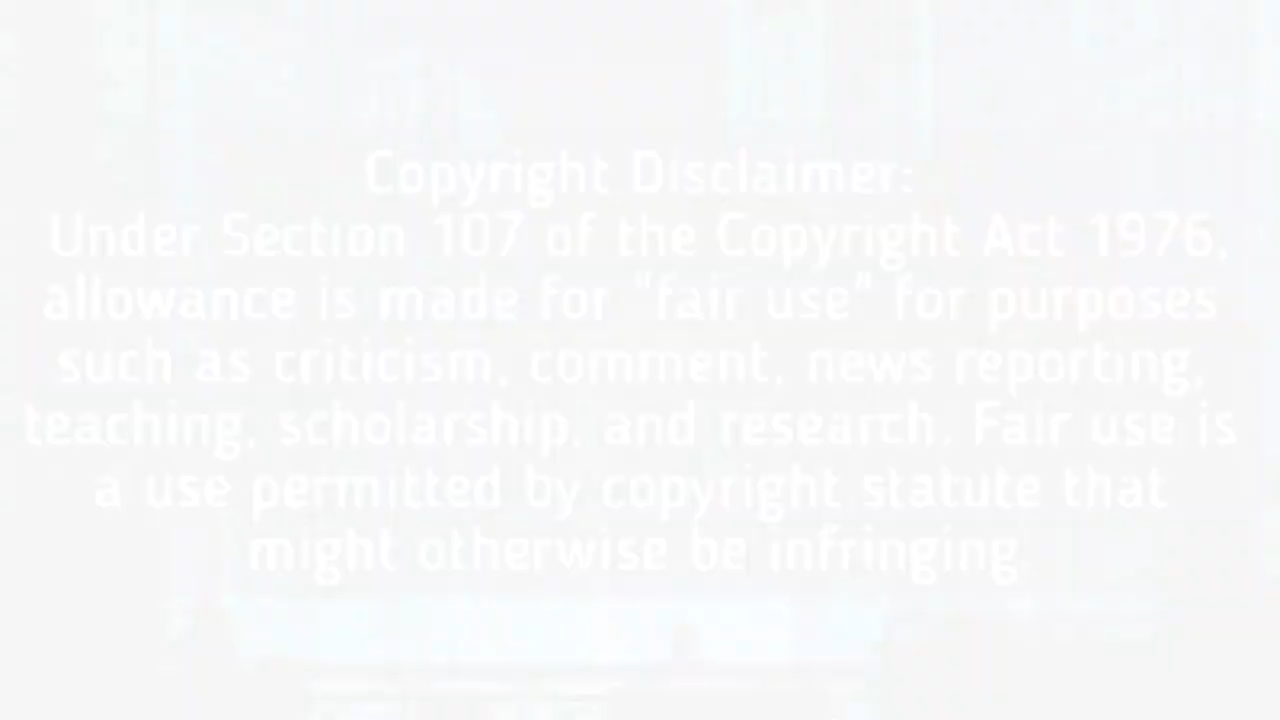 Copyright Disclaimer:
Under Section 107 of the Copyright Act 1976,
allowance is made for "fair use" for purposes
such as criticism, comment, news reporting,
teaching, scholarship, and research. Fair use is
a use permitted by copyright statute that
might otherwise be infringing.